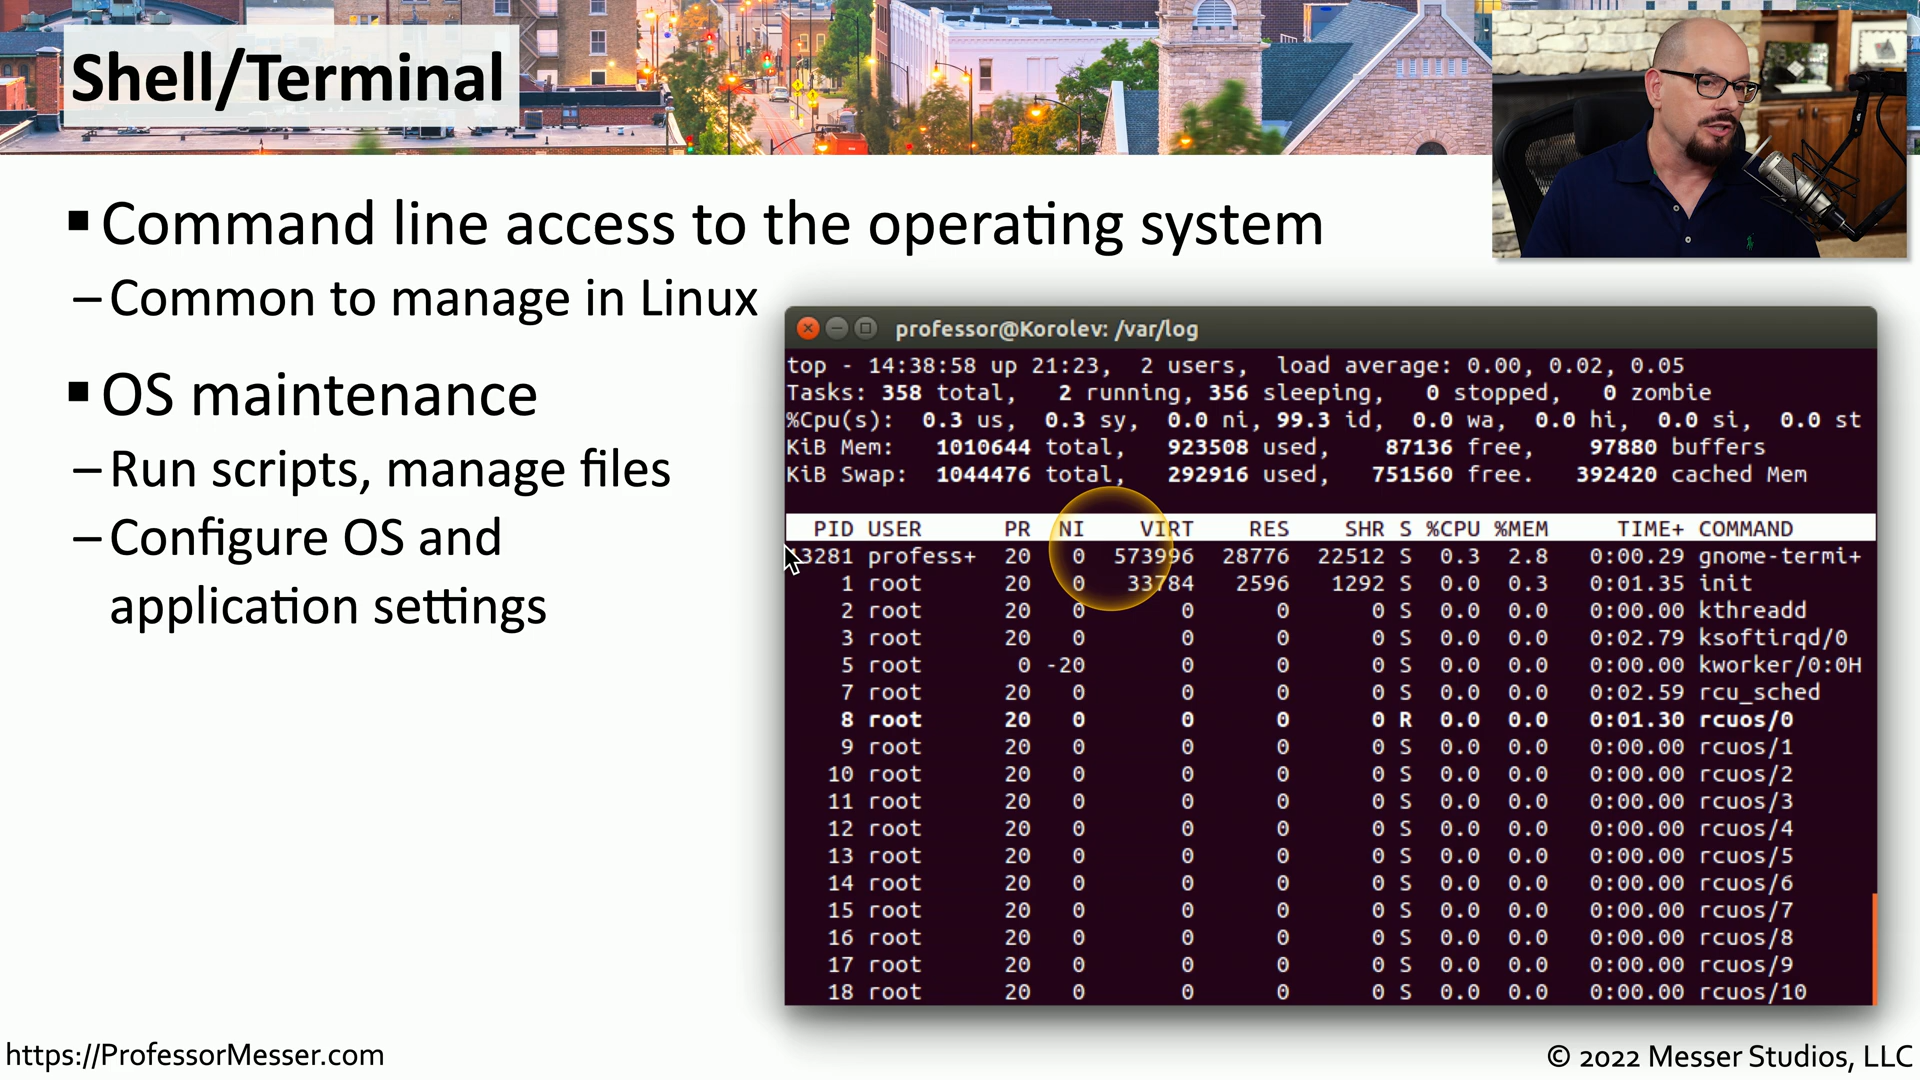 Shell/Terminal
▪ Command line access to the operating system
– Common to manage in Linux
▪ OS maintenance
– Run scripts, manage files
– Configure OS and
application settings
professor@Korolev: /var/log
top - 14:38:58 up 21:23,  2 users,  load average: 0.00, 0.02, 0.05
Tasks: 358 total,   2 running, 356 sleeping,   0 stopped,   0 zombie
%Cpu(s):  0.3 us,  0.3 sy,  0.0 ni, 99.3 id,  0.0 wa,  0.0 hi,  0.0 si,  0.0 st
KiB Mem:   1010644 total,   923508 used,    87136 free,    97880 buffers
KiB Swap:  1044476 total,   292916 used,   751560 free.   392420 cached Mem
PID USER      PR  NI    VIRT    RES    SHR S %CPU %MEM     TIME+ COMMAND
13281 profess+  20   0  573996  28776  22512 S  0.3  2.8   0:00.29 gnome-termi+
1 root      20   0   33784   2596   1292 S  0.0  0.3   0:01.35 init
2 root      20   0       0      0      0 S  0.0  0.0   0:00.00 kthreadd
3 root      20   0       0      0      0 S  0.0  0.0   0:02.79 ksoftirqd/0
5 root       0 -20       0      0      0 S  0.0  0.0   0:00.00 kworker/0:0H
7 root      20   0       0      0      0 S  0.0  0.0   0:02.59 rcu_sched
8 root      20   0       0      0      0 R  0.0  0.0   0:01.30 rcuos/0
9 root      20   0       0      0      0 S  0.0  0.0   0:00.00 rcuos/1
10 root      20   0       0      0      0 S  0.0  0.0   0:00.00 rcuos/2
11 root      20   0       0      0      0 S  0.0  0.0   0:00.00 rcuos/3
12 root      20   0       0      0      0 S  0.0  0.0   0:00.00 rcuos/4
13 root      20   0       0      0      0 S  0.0  0.0   0:00.00 rcuos/5
14 root      20   0       0      0      0 S  0.0  0.0   0:00.00 rcuos/6
15 root      20   0       0      0      0 S  0.0  0.0   0:00.00 rcuos/7
16 root      20   0       0      0      0 S  0.0  0.0   0:00.00 rcuos/8
17 root      20   0       0      0      0 S  0.0  0.0   0:00.00 rcuos/9
18 root      20   0       0      0      0 S  0.0  0.0   0:00.00 rcuos/10
https://ProfessorMesser.com
© 2022 Messer Studios, LLC